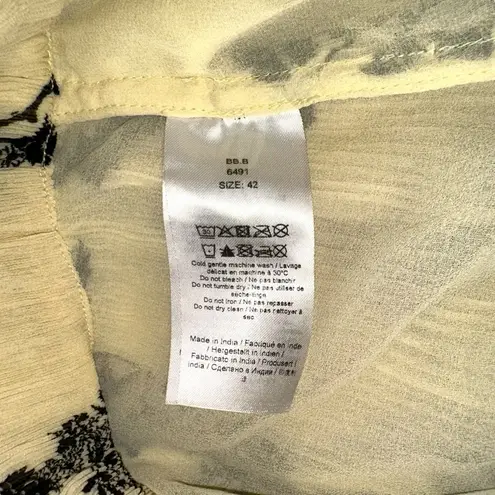 BB.B
6491
SIZE: 42
30
Cold gentle machine wash / Lavage
délicat en machine à 30°C
Do not bleach / Ne pas blanchir
Do not tumble dry / Ne pas utiliser de
sèche-linge
Do not iron / Ne pas repasser
Do not dry clean / Ne pas nettoyer à
sec
Made in India / Fabriqué en Inde
/ Hergestellt in Indien /
Fabbricato in India / Produsert i
India / Сделано в Индии /